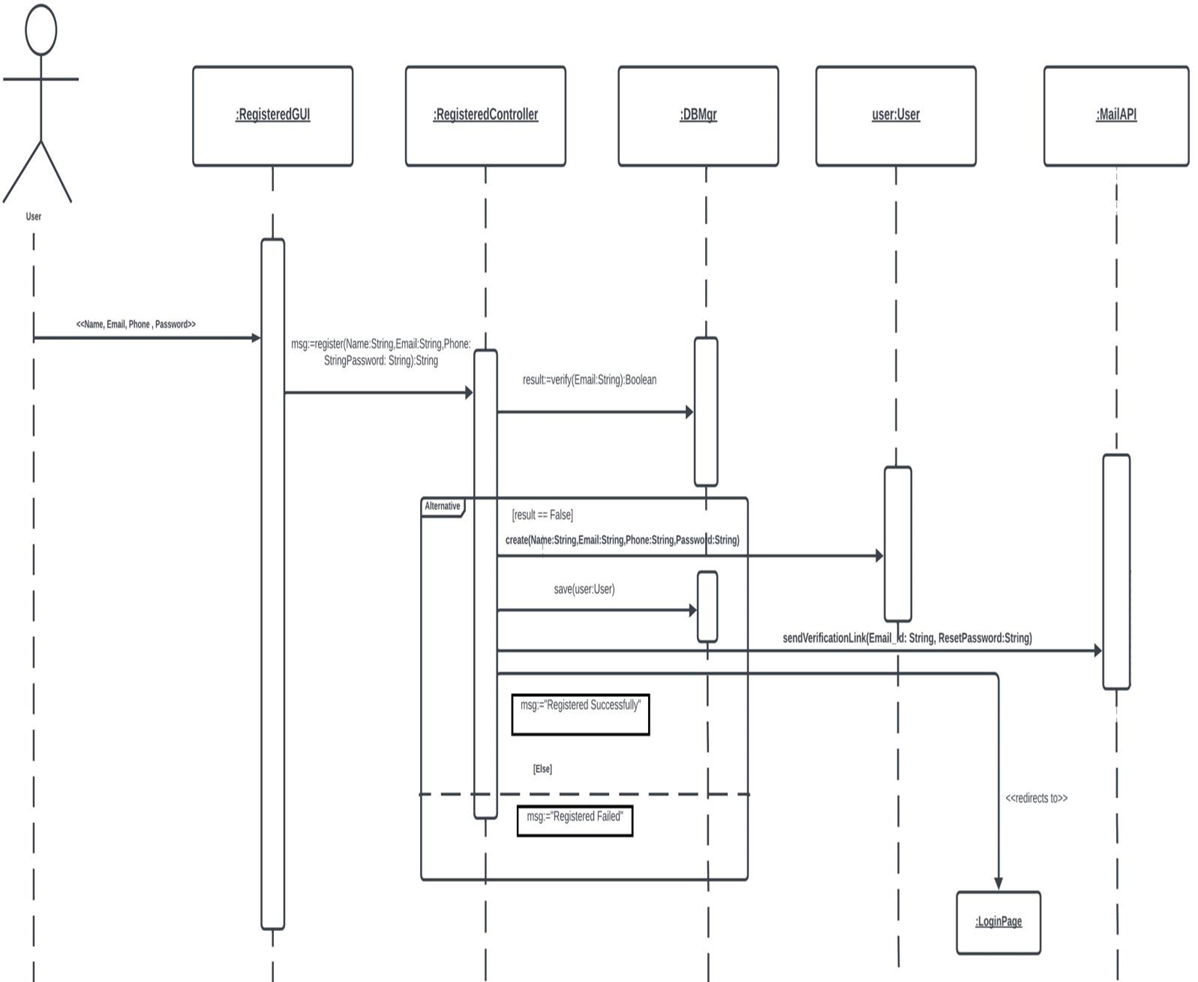 :RegisteredGUI
:RegisteredController
:DBMgr
user:User
:MailAPI
User
<<Name, Email, Phone , Password>>
msg:=register(Name:String,Email:String,Phone:
StringPassword: String):String
result:=verify(Email:String):Boolean
Alternative
[result == False]
create(Name:String,Email:String,Phone:String,Password:String)
save(user:User)
sendVerificationLink(Email_Id: String, ResetPassword:String)
msg:="Registered Successfully"
[Else]
<<redirects to>>
msg:="Registered Failed"
:LoginPage